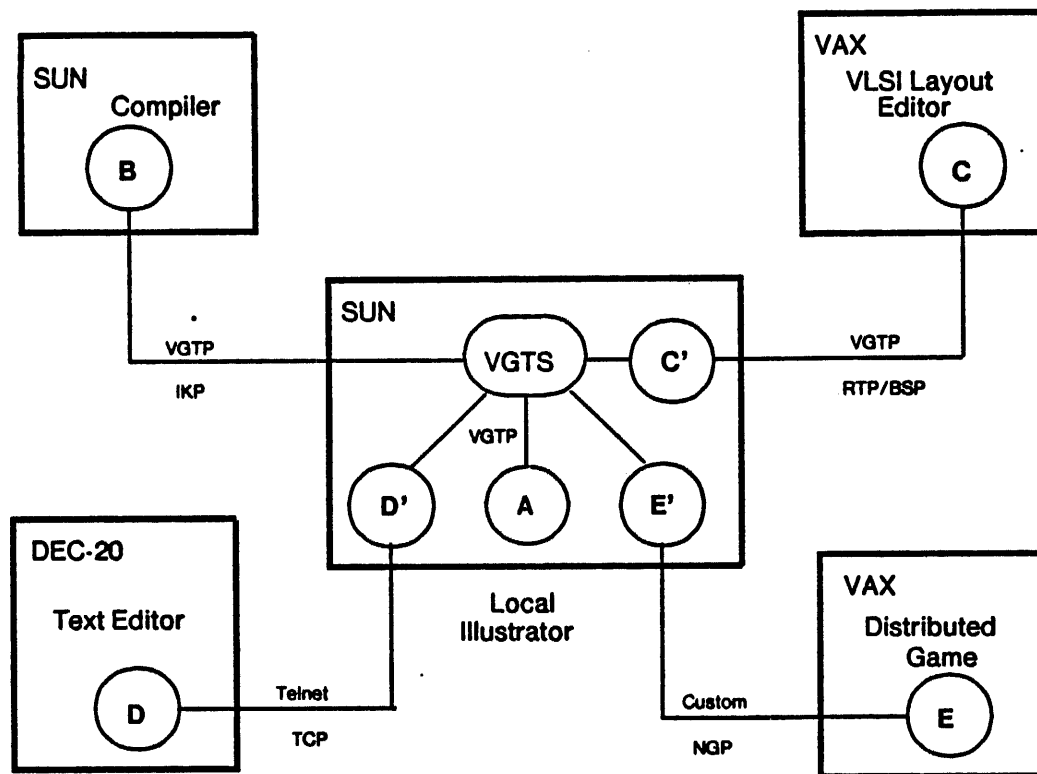 SUN
Compiler
B
VAX
VLSI Layout
Editor
C
SUN
VGTS
C'
VGTP
IKP
VGTP
RTP/BSP
VGTP
D'
A
E'
Local
Illustrator
DEC-20
Text Editor
D
Telnet
TCP
VAX
Distributed
Game
E
Custom
NGP